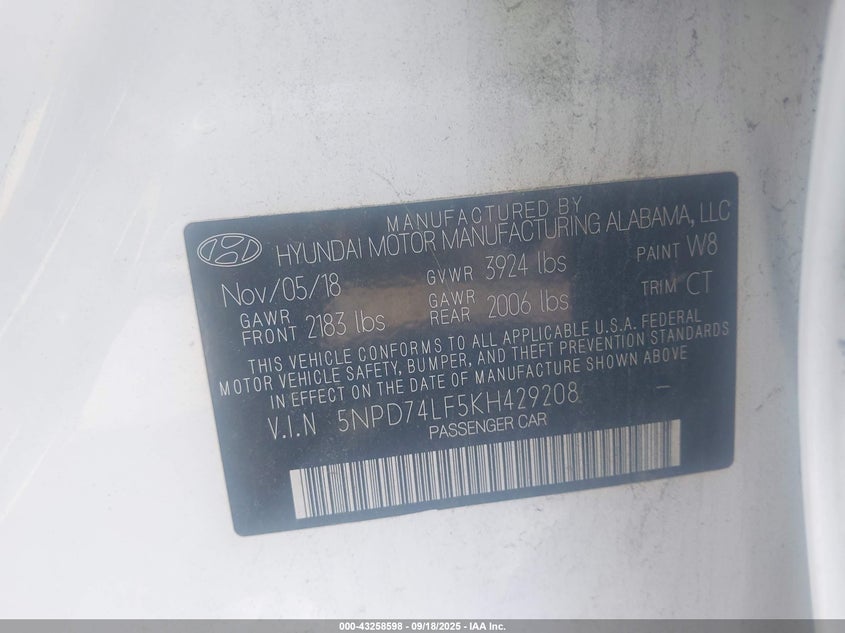 MANUFACTURED BY
HYUNDAI MOTOR MANUFACTURING ALABAMA, LLC
Nov/05/18 GVWR 3924 lbs PAINT W8
GAWR FRONT 2183 lbs GAWR REAR 2006 lbs TRIM CT
THIS VEHICLE CONFORMS TO ALL APPLICABLE U.S.A. FEDERAL
MOTOR VEHICLE SAFETY, BUMPER, AND THEFT PREVENTION STANDARDS
IN EFFECT ON THE DATE OF MANUFACTURE SHOWN ABOVE
V.I.N 5NPD74LF5KH429208 –
PASSENGER CAR
000-43258598 - 09/18/2025 - IAA Inc.